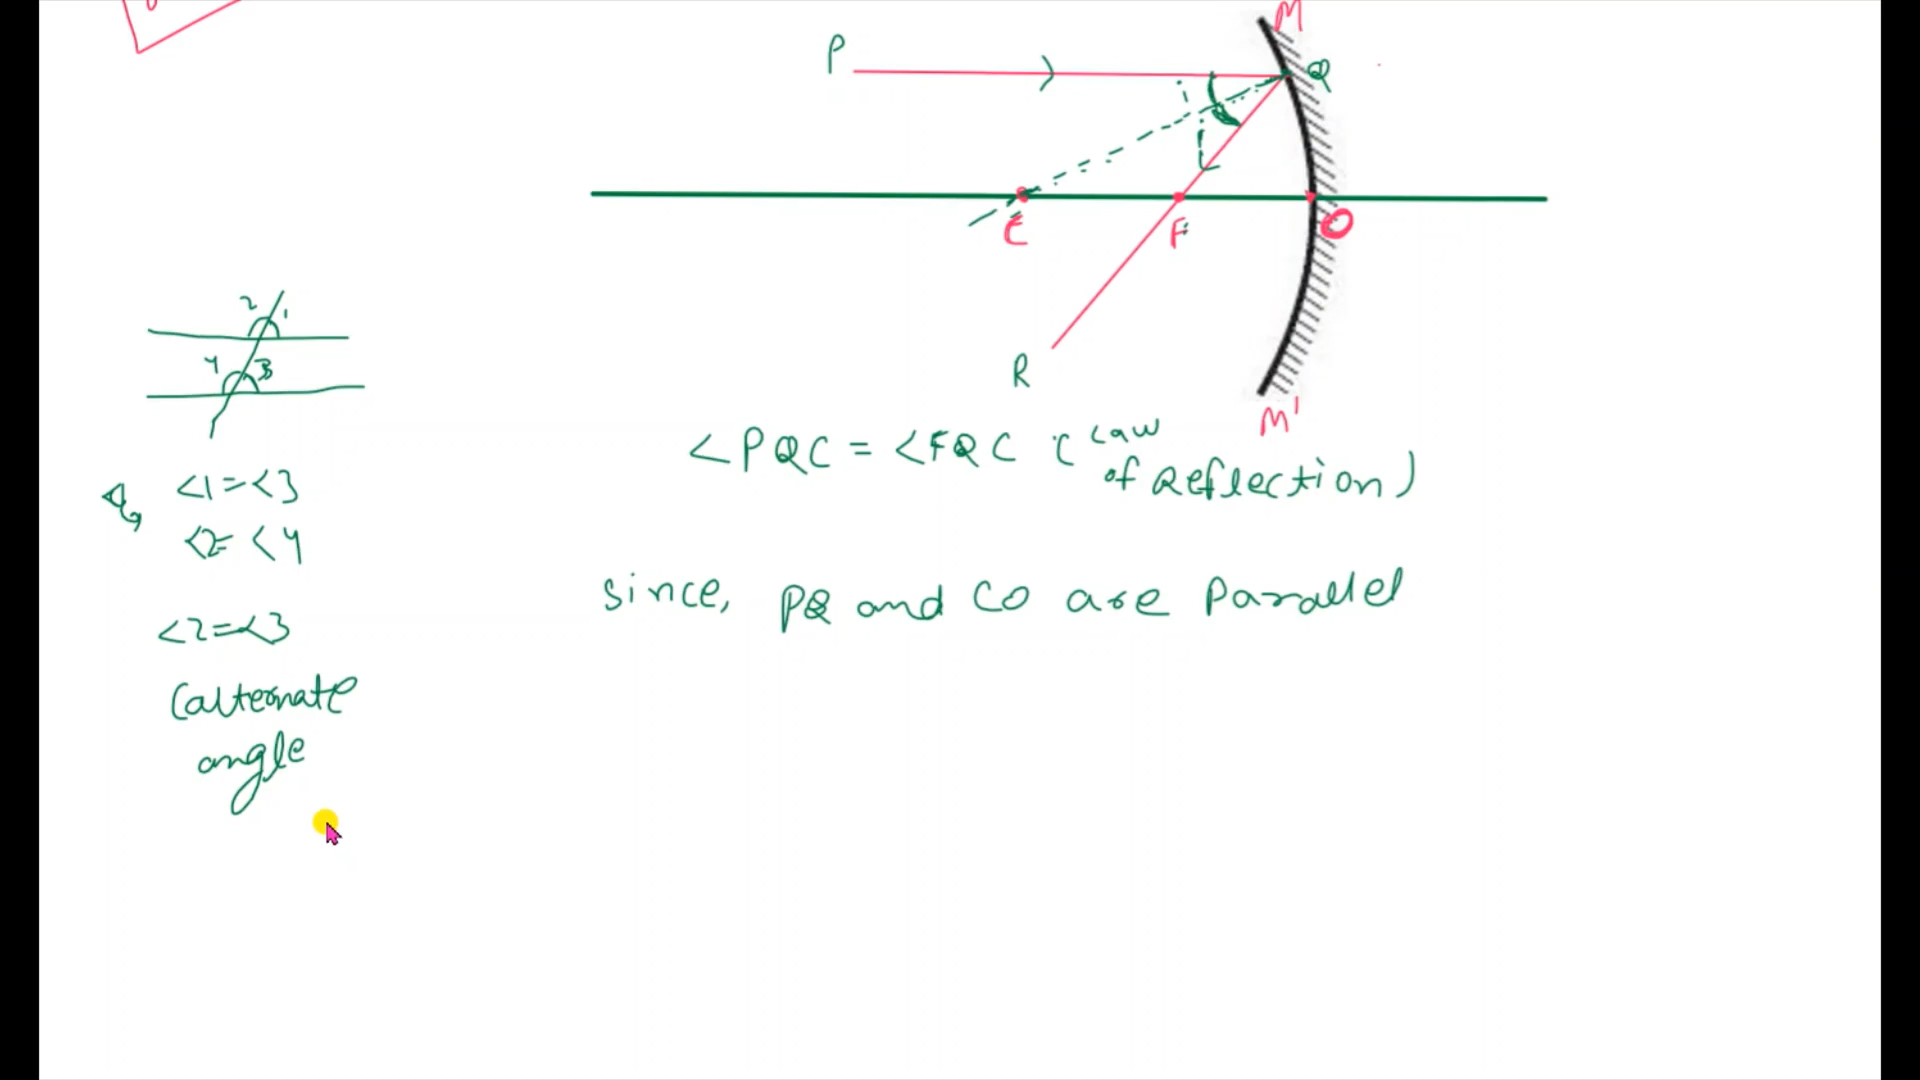 M
P
Q
C
F
O
R
M'
2 1
4 3
<PQC = <FQC (Law
of Reflection)
<1=<3
<2=<4
since, PQ and CO are Parallel
<2=<3
(alternate
angle